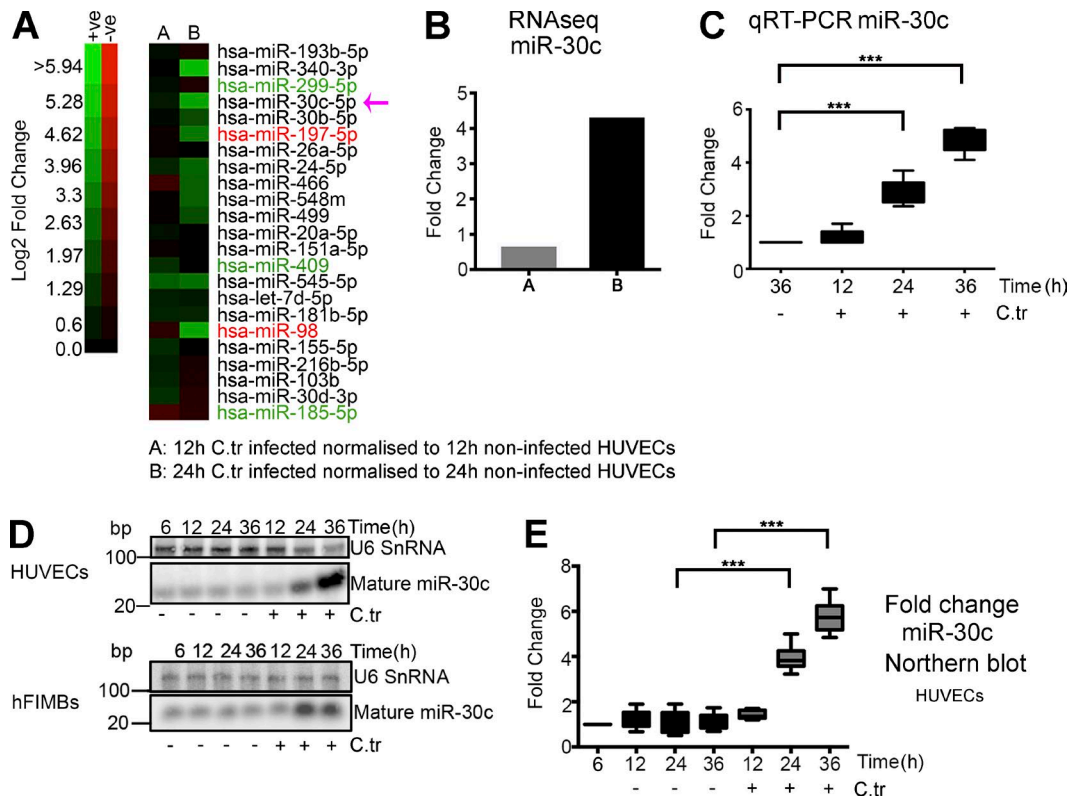 A
+ve
-ve
Log2 Fold Change
>5.94
5.28
4.62
3.96
3.3
2.63
1.97
1.29
0.6
0.0
A B
hsa-miR-193b-5p
hsa-miR-340-3p
hsa-miR-299-5p
hsa-miR-30c-5p
hsa-miR-30b-5p
hsa-miR-197-5p
hsa-miR-26a-5p
hsa-miR-24-5p
hsa-miR-466
hsa-miR-548m
hsa-miR-499
hsa-miR-20a-5p
hsa-miR-151a-5p
hsa-miR-409
hsa-miR-545-5p
hsa-let-7d-5p
hsa-miR-181b-5p
hsa-miR-98
hsa-miR-155-5p
hsa-miR-216b-5p
hsa-miR-103b
hsa-miR-30d-3p
hsa-miR-185-5p
A: 12h C.tr infected normalised to 12h non-infected HUVECs
B: 24h C.tr infected normalised to 24h non-infected HUVECs
B
RNAseq
miR-30c
Fold Change
5
4
3
2
1
0
A B
C
qRT-PCR miR-30c
***
***
Fold Change
6
4
2
0
36 12 24 36 Time (h)
- + + + C.tr
D
bp 6 12 24 36 12 24 36 Time(h)
100 U6 SnRNA
HUVECs
Mature miR-30c
20
- - - - + + + C.tr
bp 6 12 24 36 12 24 36 Time(h)
U6 SnRNA
100
hFIMBs
Mature miR-30c
20
- - - - + + + C.tr
E
***
***
Fold Change
8
6
4
2
0
6 12 24 36 12 24 36 Time(h)
- - - + + + C.tr
Fold change
miR-30c
Northern blot
HUVECs